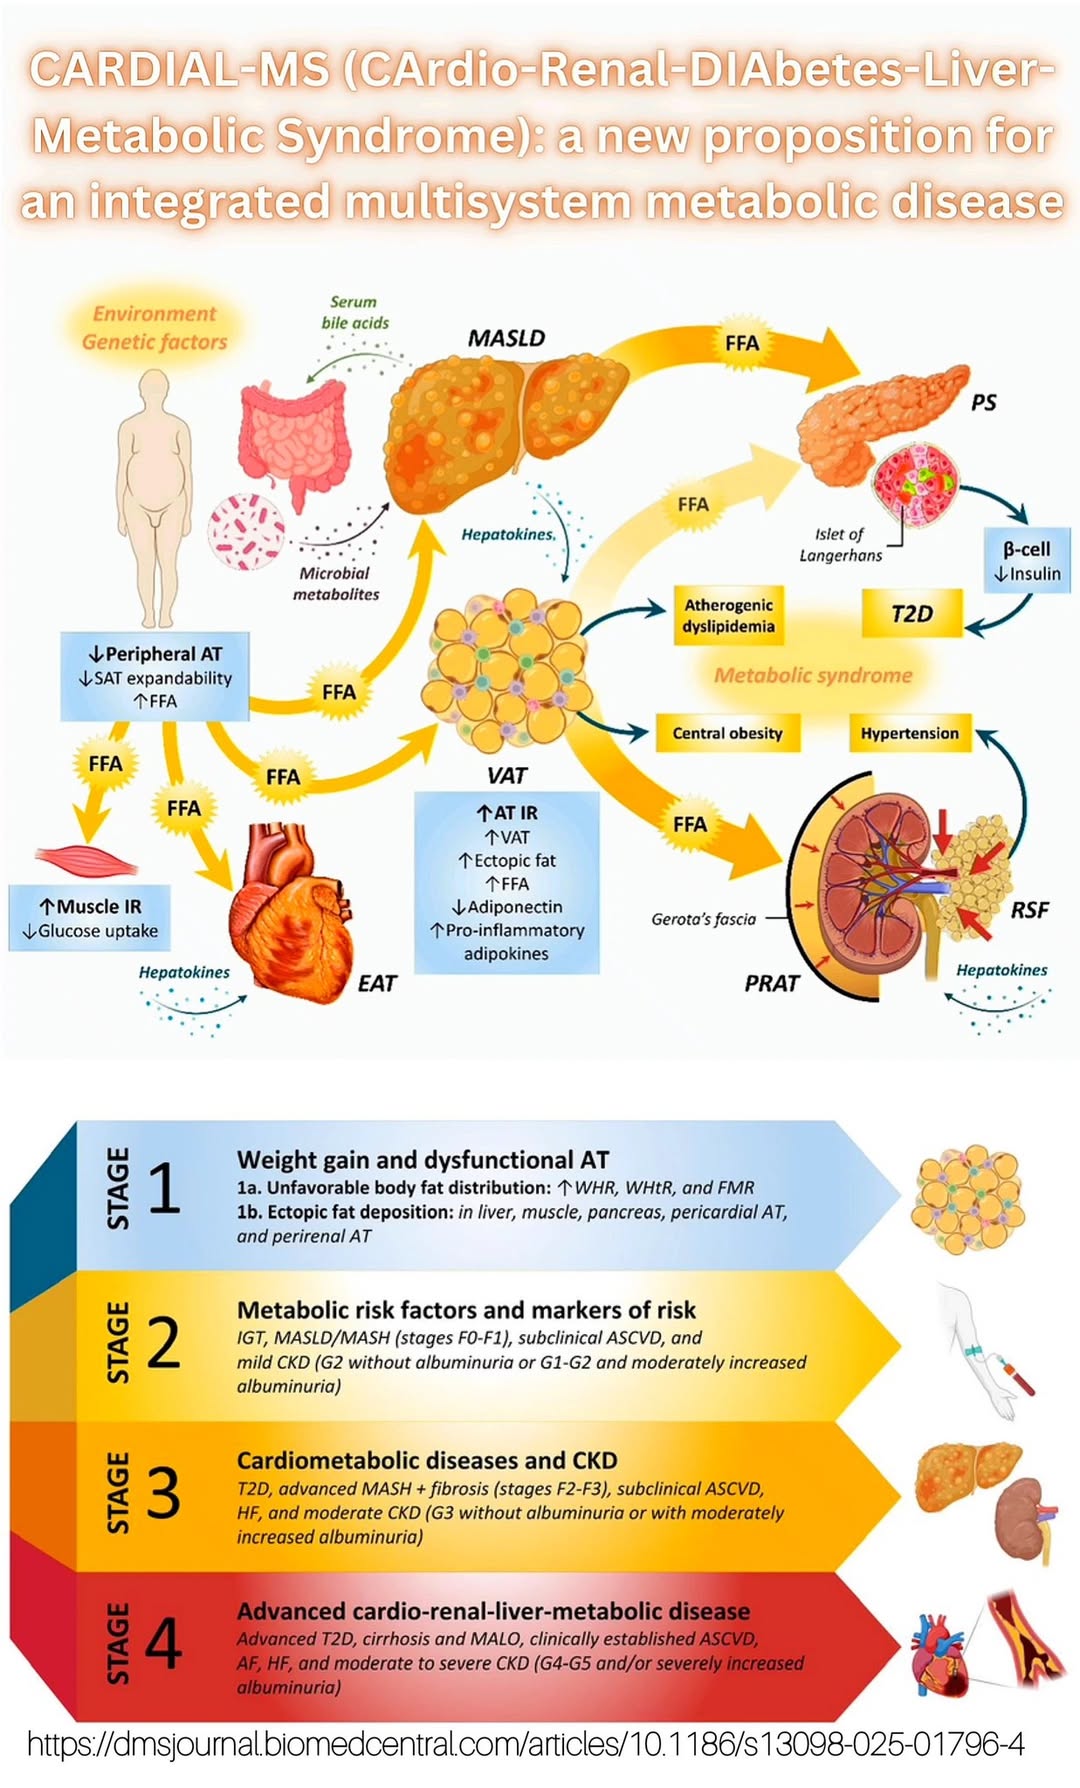 CARDIAL-MS (CArdio-Renal-DIAbetes-Liver-
Metabolic Syndrome): a new proposition for
an integrated multisystem metabolic disease
Environment
Genetic factors
Serum
bile acids
MASLD
FFA
PS
FFA
Hepatokines,
Islet of
Langerhans
β-cell
↓Insulin
Microbial
metabolites
Atherogenic
dyslipidemia
T2D
↓Peripheral AT
↓SAT expandability
↑FFA
FFA
Metabolic syndrome
Central obesity
Hypertension
FFA
FFA
FFA
VAT
FFA
↑AT IR
↑VAT
↑Ectopic fat
↑FFA
↓Adiponectin
↑Pro-inflammatory
adipokines
↑Muscle IR
↓Glucose uptake
Gerota's fascia
RSF
Hepatokines
EAT
PRAT
Hepatokines
STAGE 1
Weight gain and dysfunctional AT
1a. Unfavorable body fat distribution: ↑WHR, WHtR, and FMR
1b. Ectopic fat deposition: in liver, muscle, pancreas, pericardial AT,
and perirenal AT
STAGE 2
Metabolic risk factors and markers of risk
IGT, MASLD/MASH (stages F0-F1), subclinical ASCVD, and
mild CKD (G2 without albuminuria or G1-G2 and moderately increased
albuminuria)
STAGE 3
Cardiometabolic diseases and CKD
T2D, advanced MASH + fibrosis (stages F2-F3), subclinical ASCVD,
HF, and moderate CKD (G3 without albuminuria or with moderately
increased albuminuria)
STAGE 4
Advanced cardio-renal-liver-metabolic disease
Advanced T2D, cirrhosis and MALO, clinically established ASCVD,
AF, HF, and moderate to severe CKD (G4-G5 and/or severely increased
albuminuria)
https://dmsjournal.biomedcentral.com/articles/10.1186/s13098-025-01796-4